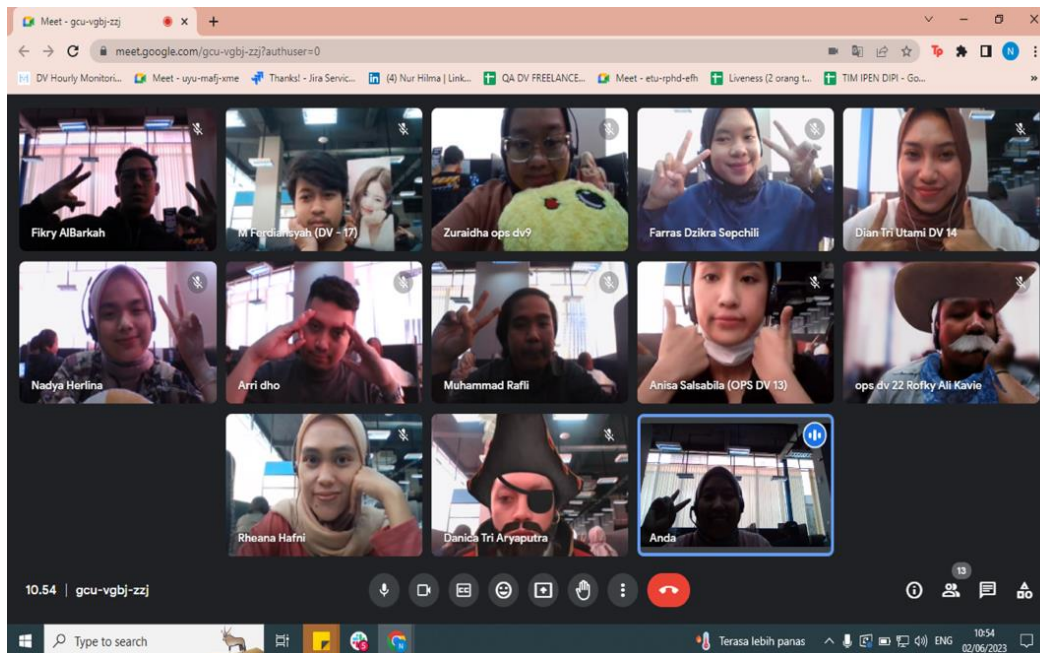 Meet - gcu-vgbj-zzj
meet.google.com/gcu-vgbj-zzj?authuser=0
Tp
N
DV Hourly Monitori... Meet - uyu-mafj-xme Thanks! - Jira Servic... (4) Nur Hilma | Link... QA DV FREELANCE... Meet - etu-rphd-efh Liveness (2 orang t... TIM IPEN DIPI - Go... »
Fikry AlBarkah
M Ferdiansyah (DV - 17)
Zuraidha ops dv9
Farras Dzikra Sepchili
Dian Tri Utami DV 14
Nadya Herlina
Arri dho
Muhammad Rafli
Anisa Salsabila (OPS DV 13)
ops dv 22 Rofky Ali Kavie
Rheana Hafni
Danica Tri Aryaputra
Anda
10.54 | gcu-vgbj-zzj
CC
13
Type to search
Terasa lebih panas
ENG
10:54
02/06/2023